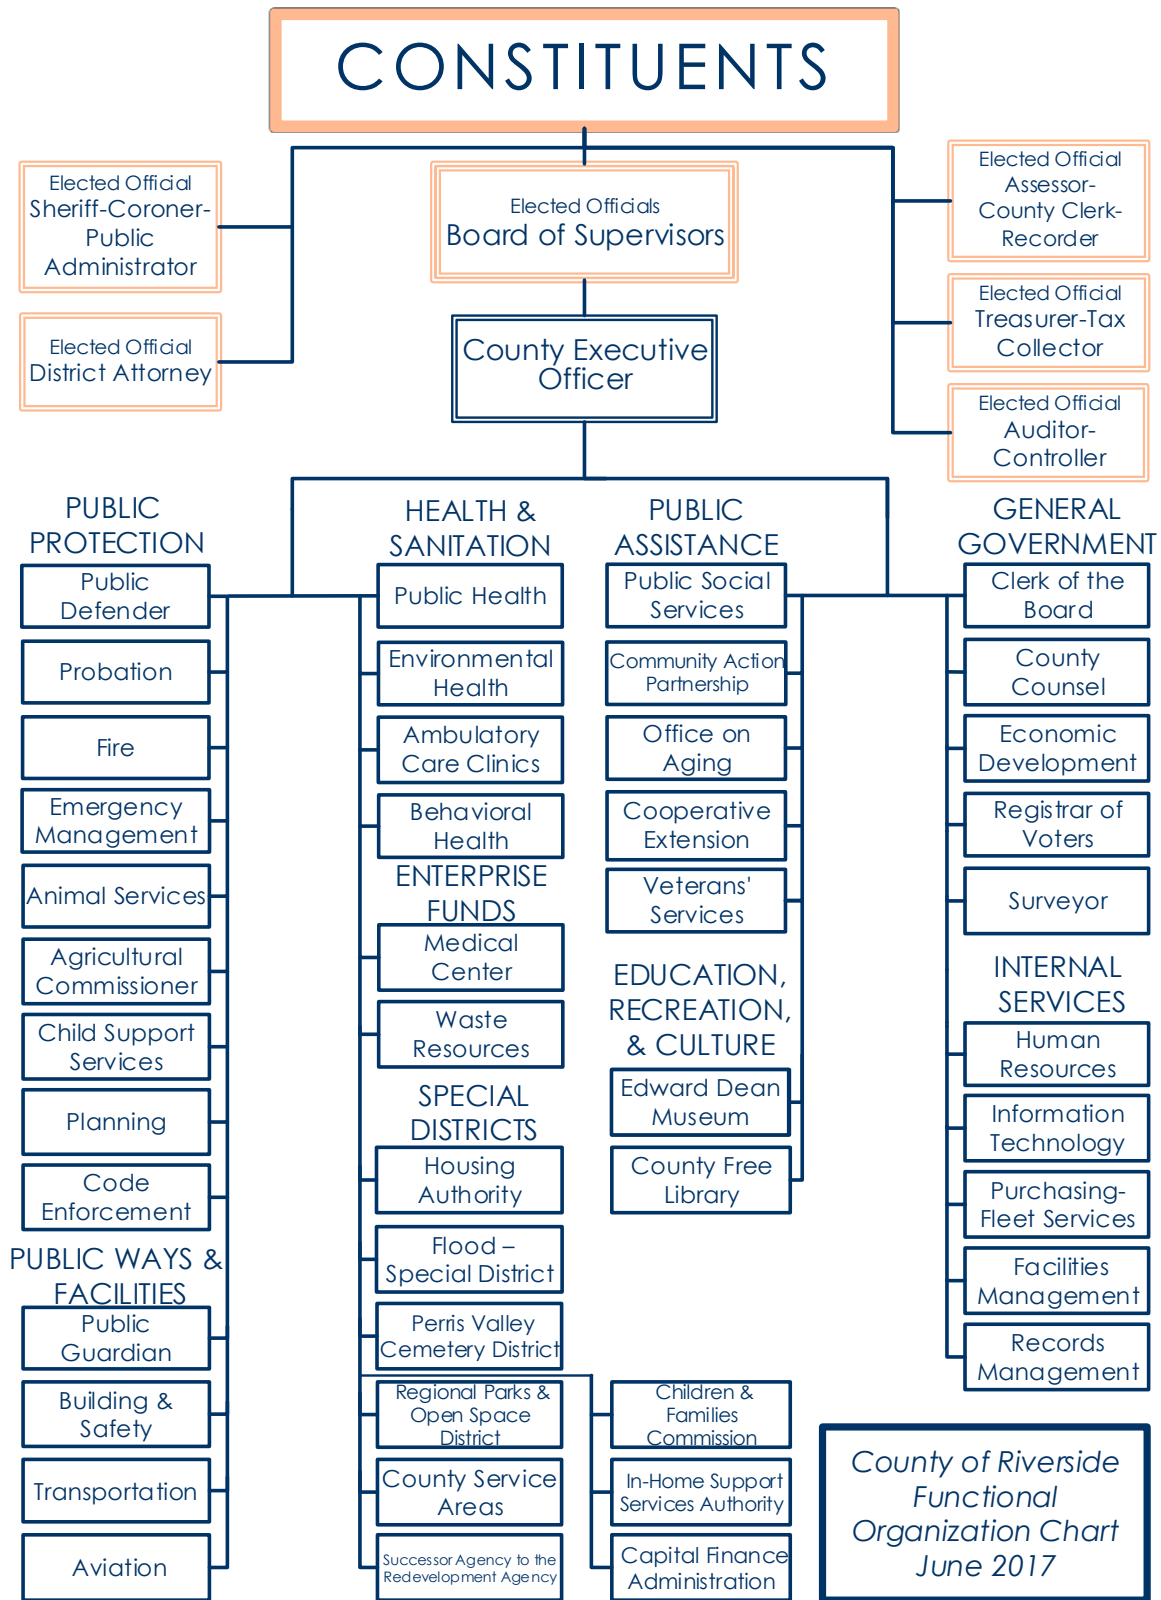 CONSTITUENTS
Elected Official
Sheriff-Coroner-
Public
Administrator
Elected Official
District Attorney
Elected Officials
Board of Supervisors
County Executive
Officer
Elected Official
Assessor-
County Clerk-
Recorder
Elected Official
Treasurer-Tax
Collector
Elected Official
Auditor-
Controller
PUBLIC
PROTECTION
Public
Defender
Probation
Fire
Emergency
Management
Animal Services
Agricultural
Commissioner
Child Support
Services
Planning
Code
Enforcement
PUBLIC WAYS &
FACILITIES
Public
Guardian
Building &
Safety
Transportation
Aviation
HEALTH &
SANITATION
Public Health
Environmental
Health
Ambulatory
Care Clinics
Behavioral
Health
ENTERPRISE
FUNDS
Medical
Center
Waste
Resources
SPECIAL
DISTRICTS
Housing
Authority
Flood –
Special District
Perris Valley
Cemetery District
Regional Parks &
Open Space
District
County Service
Areas
Successor Agency to the
Redevelopment Agency
Children &
Families
Commission
In-Home Support
Services Authority
Capital Finance
Administration
PUBLIC
ASSISTANCE
Public Social
Services
Community Action
Partnership
Office on
Aging
Cooperative
Extension
Veterans'
Services
EDUCATION,
RECREATION,
& CULTURE
Edward Dean
Museum
County Free
Library
GENERAL
GOVERNMENT
Clerk of the
Board
County
Counsel
Economic
Development
Registrar of
Voters
Surveyor
INTERNAL
SERVICES
Human
Resources
Information
Technology
Purchasing-
Fleet Services
Facilities
Management
Records
Management
County of Riverside
Functional
Organization Chart
June 2017